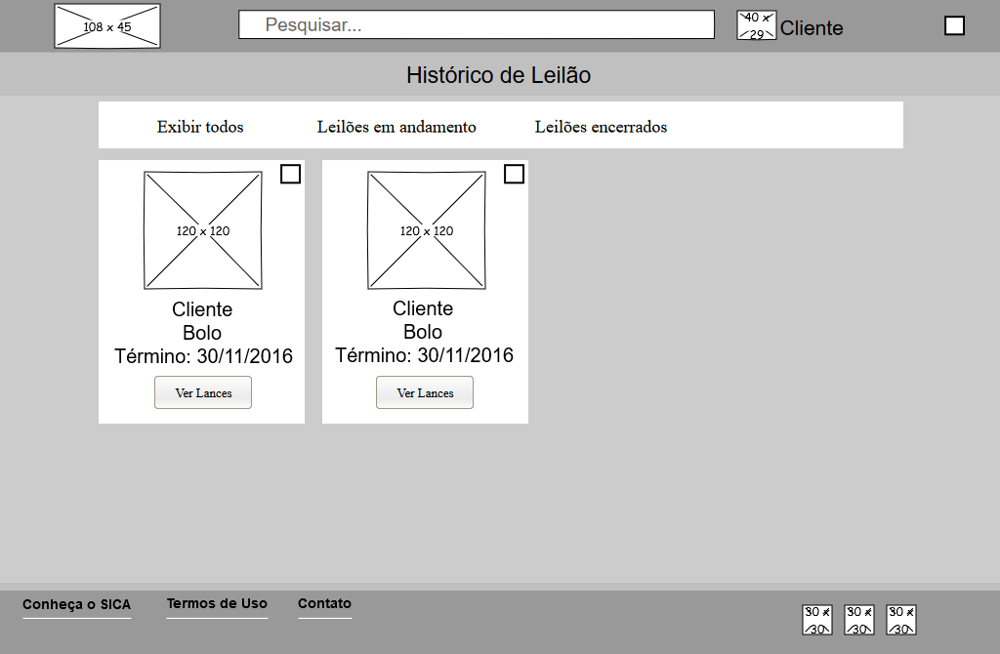 108 x 45
Pesquisar...
40 x 29
Cliente
Histórico de Leilão
Exibir todos
Leilões em andamento
Leilões encerrados
120 x 120
Cliente
Bolo
Término: 30/11/2016
Ver Lances
120 x 120
Cliente
Bolo
Término: 30/11/2016
Ver Lances
Conheça o SICA
Termos de Uso
Contato
30 x 30
30 x 30
30 x 30